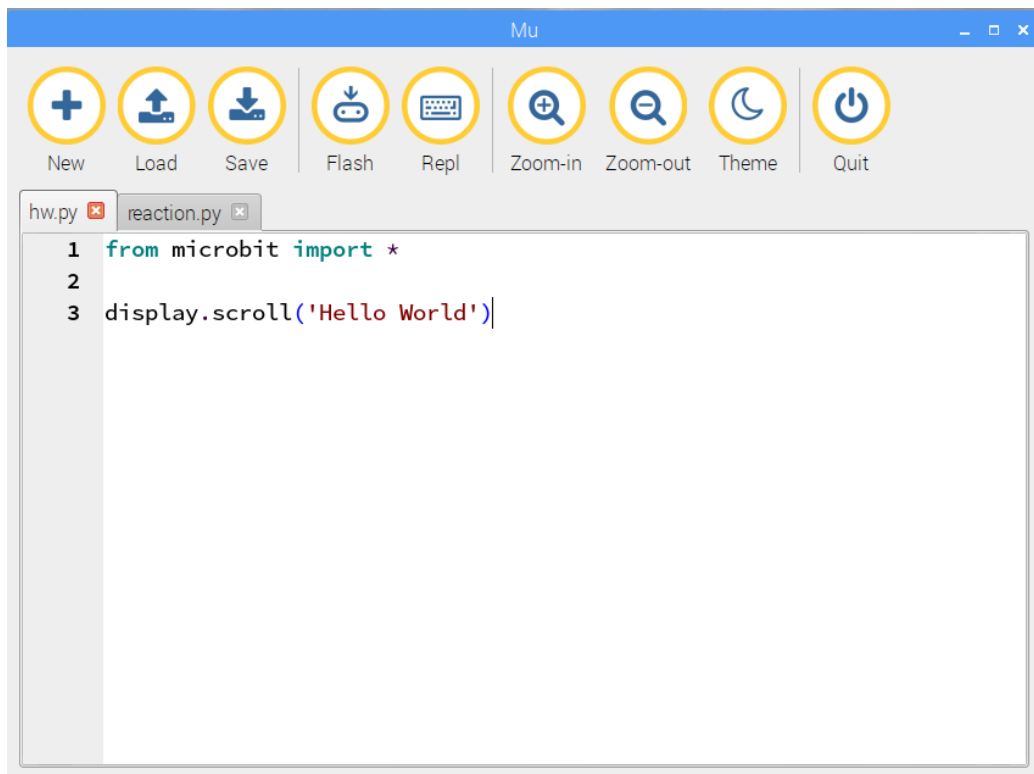 Mu
New Load Save Flash Repl Zoom-in Zoom-out Theme Quit
hw.py reaction.py
1 from microbit import *
2
3 display.scroll('Hello World')